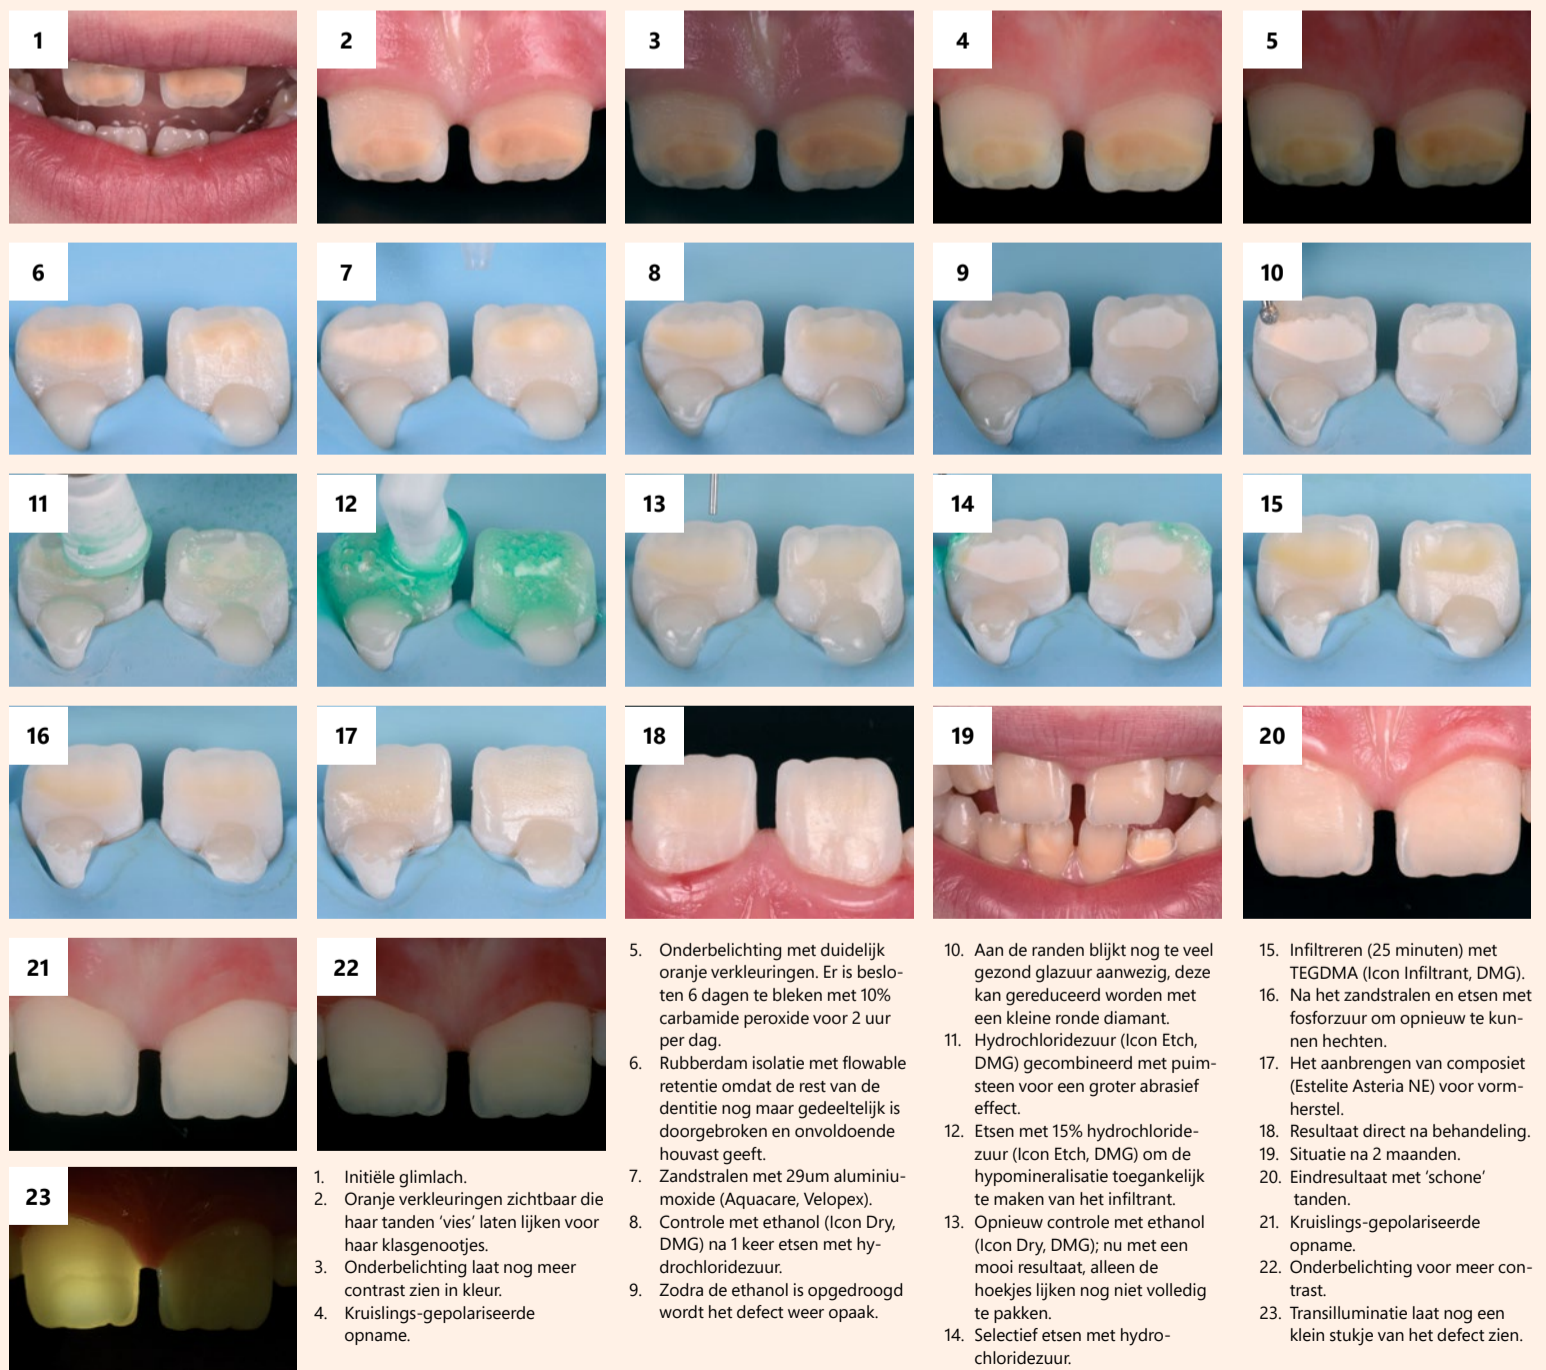 1
2
3
4
5
6
7
8
9
10
11
12
13
14
15
16
17
18
19
20
21
22
23
1. Initiële glimlach.
2. Oranje verkleuringen zichtbaar die
haar tanden ‘vies’ laten lijken voor
haar klasgenootjes.
3. Onderbelichting laat nog meer
contrast zien in kleur.
4. Kruislings-gepolariseerde
opname.
5. Onderbelichting met duidelijk
oranje verkleuringen. Er is beslo-
ten 6 dagen te bleken met 10%
carbamide peroxide voor 2 uur
per dag.
6. Rubberdam isolatie met flowable
retentie omdat de rest van de
dentitie nog maar gedeeltelijk is
doorgebroken en onvoldoende
houvast geeft.
7. Zandstralen met 29um aluminiu-
moxide (Aquacare, Velopex).
8. Controle met ethanol (Icon Dry,
DMG) na 1 keer etsen met hy-
drochloridezuur.
9. Zodra de ethanol is opgedroogd
wordt het defect weer opaak.
10. Aan de randen blijkt nog te veel
gezond glazuur aanwezig, deze
kan gereduceerd worden met
een kleine ronde diamant.
11. Hydrochloridezuur (Icon Etch,
DMG) gecombineerd met puim-
steen voor een groter abrasief
effect.
12. Etsen met 15% hydrochloride-
zuur (Icon Etch, DMG) om de
hypomineralisatie toegankelijk
te maken van het infiltrant.
13. Opnieuw controle met ethanol
(Icon Dry, DMG); nu met een
mooi resultaat, alleen de
hoekjes lijken nog niet volledig
te pakken.
14. Selectief etsen met hydro-
chloridezuur.
15. Infiltreren (25 minuten) met
TEGDMA (Icon Infiltrant, DMG).
16. Na het zandstralen en etsen met
fosforzuur om opnieuw te kun-
nen hechten.
17. Het aanbrengen van composiet
(Estelite Asteria NE) voor vorm-
herstel.
18. Resultaat direct na behandeling.
19. Situatie na 2 maanden.
20. Eindresultaat met ‘schone’
tanden.
21. Kruislings-gepolariseerde
opname.
22. Onderbelichting voor meer con-
trast.
23. Transilluminatie laat nog een
klein stukje van het defect zien.